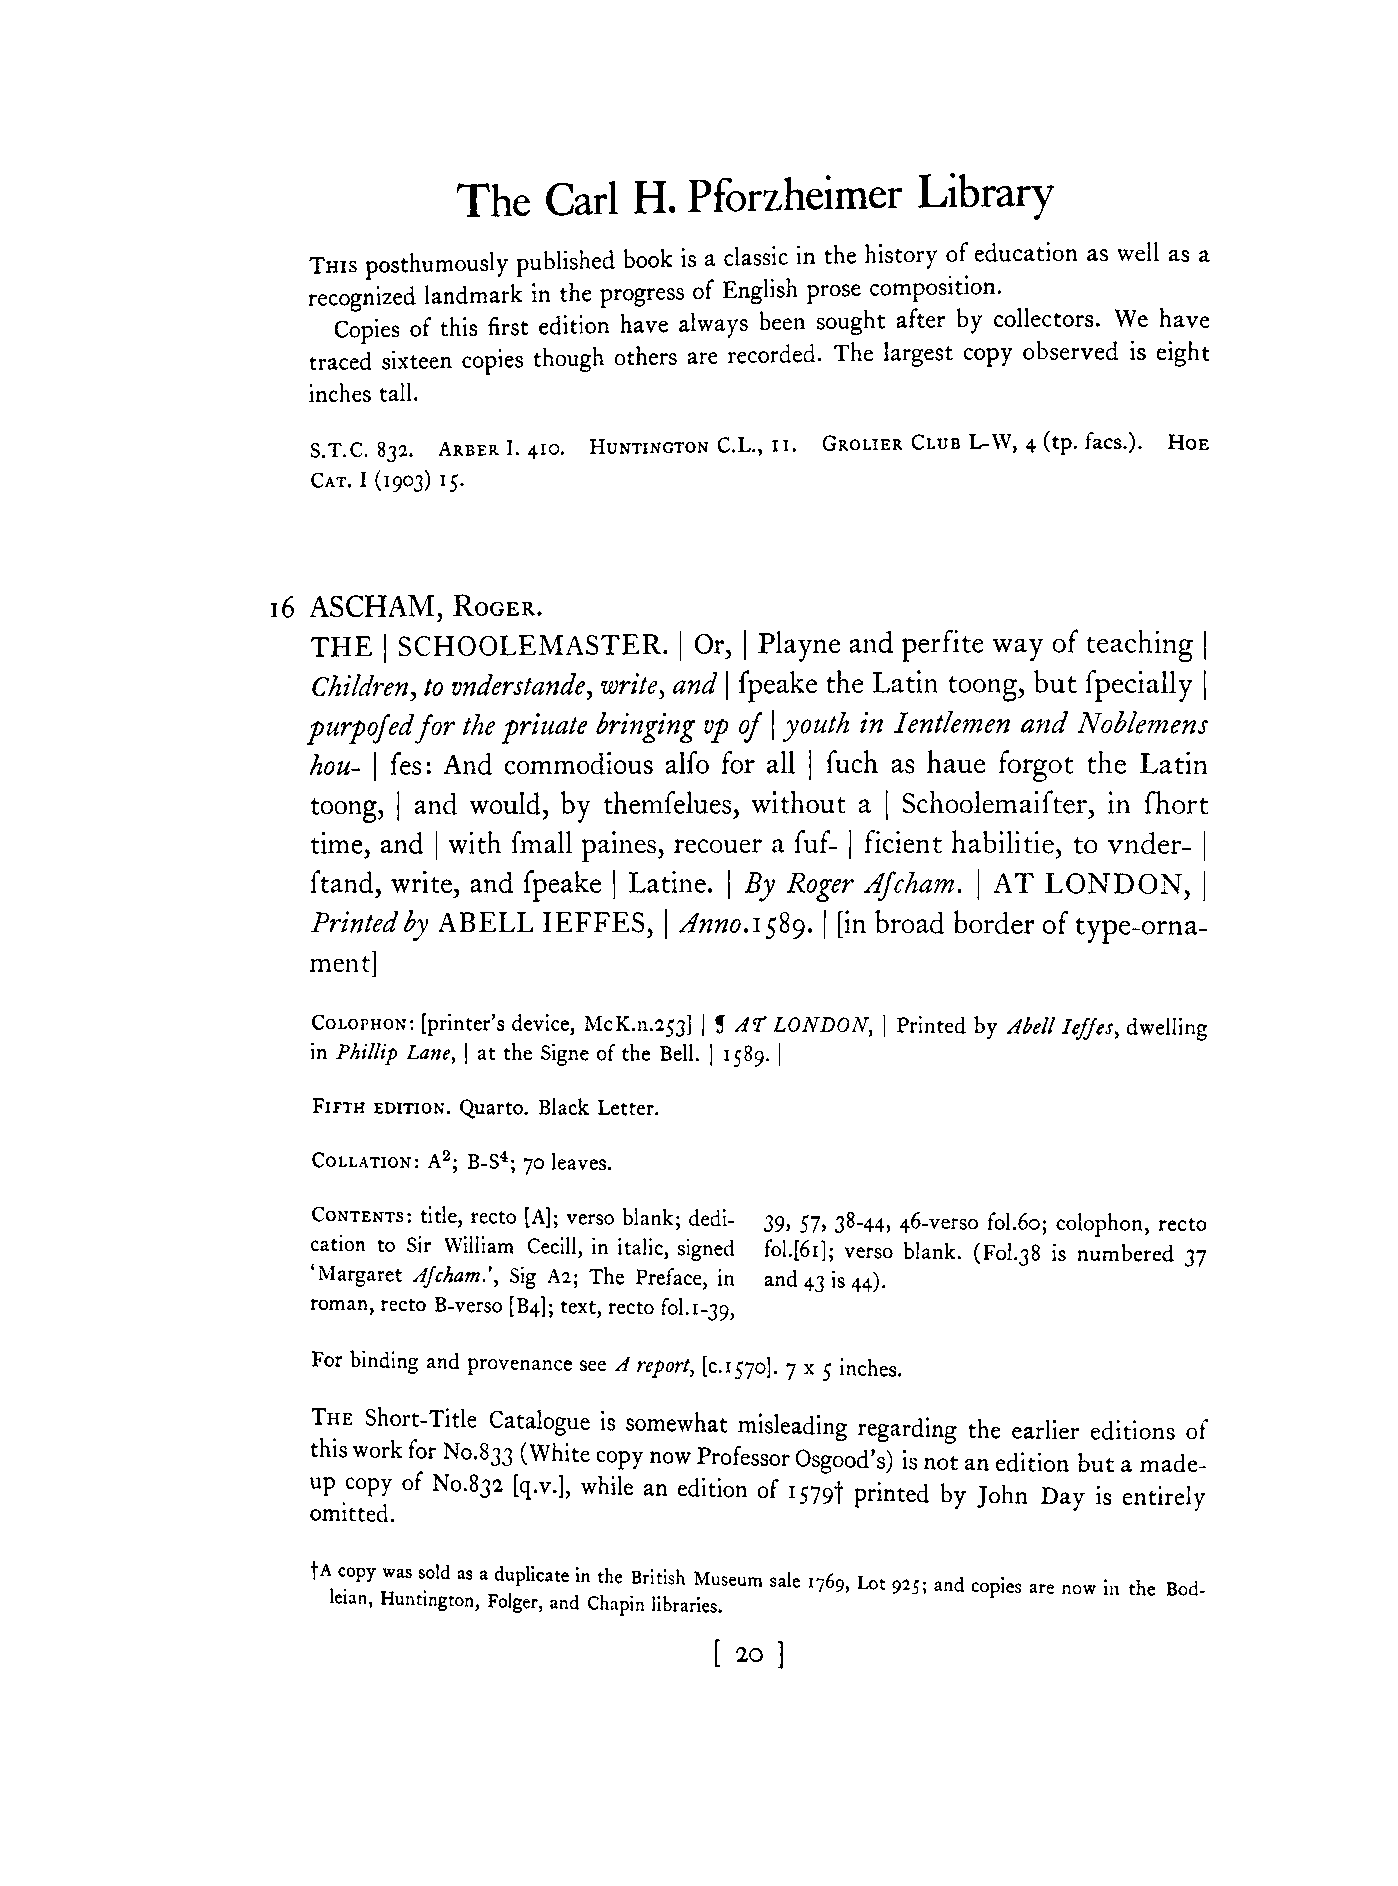 The Carl H. Pforzheimer Library
THIS posthumously published book is a classic in the history of education as well as a
recognized landmark in the progress of English prose composition.
Copies of this first edition have always been sought after by collectors. We have
traced sixteen copies though others are recorded. The largest copy observed is eight
inches tall.
S.T.C. 832. ARBER I. 410. HUNTINGTON C.L., 11. GROLIER CLUB L-W, 4 (tp. facs.). HOE
CAT. I (1903) 15.
16 ASCHAM, ROGER.
THE | SCHOOLEMASTER. | Or, | Playne and perfite way of teaching |
Children, to vnderstande, write, and | ſpeake the Latin toong, but ſpecially |
purpoſed for the priuate bringing vp of | youth in Ientlemen and Noblemens
hou- | ſes: And commodious alſo for all | ſuch as haue forgot the Latin
toong, | and would, by themſelues, without a | Schoolemaiſter, in ſhort
time, and | with ſmall paines, recouer a ſuf- | ficient habilitie, to vnder- |
ſtand, write, and ſpeake | Latine. | By Roger Aſcham. | AT LONDON, |
Printed by ABELL IEFFES, | Anno.1589. | [in broad border of type-orna-
ment]
COLOPHON: [printer's device, McK.n.253] | ¶ AT LONDON, | Printed by Abell Ieffes, dwelling
in Phillip Lane, | at the Signe of the Bell. | 1589. |
FIFTH EDITION. Quarto. Black Letter.
COLLATION: A²; B-S⁴; 70 leaves.
CONTENTS: title, recto [A]; verso blank; dedi-
cation to Sir William Cecill, in italic, signed
'Margaret Aſcham.', Sig A2; The Preface, in
roman, recto B-verso [B4]; text, recto fol.1-39,
39, 57, 38-44, 46-verso fol.60; colophon, recto
fol.[61]; verso blank. (Fol.38 is numbered 37
and 43 is 44).
For binding and provenance see A report, [c.1570]. 7 x 5 inches.
THE Short-Title Catalogue is somewhat misleading regarding the earlier editions of
this work for No.833 (White copy now Professor Osgood's) is not an edition but a made-
up copy of No.832 [q.v.], while an edition of 1579† printed by John Day is entirely
omitted.
†A copy was sold as a duplicate in the British Museum sale 1769, Lot 925; and copies are now in the Bod-
leian, Huntington, Folger, and Chapin libraries.
[ 20 ]